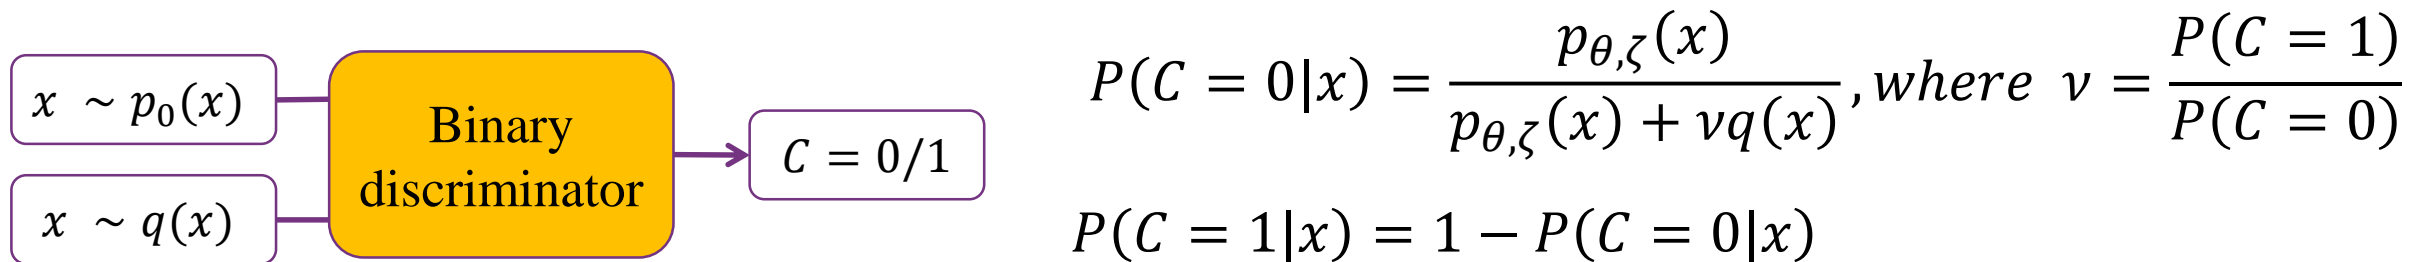 x ~ p₀(x)
x ~ q(x)
Binary
discriminator
C = 0/1
P(C = 0|x) = p_{θ,ζ}(x) / (p_{θ,ζ}(x) + νq(x)), where ν = P(C = 1) / P(C = 0)
P(C = 1|x) = 1 − P(C = 0|x)